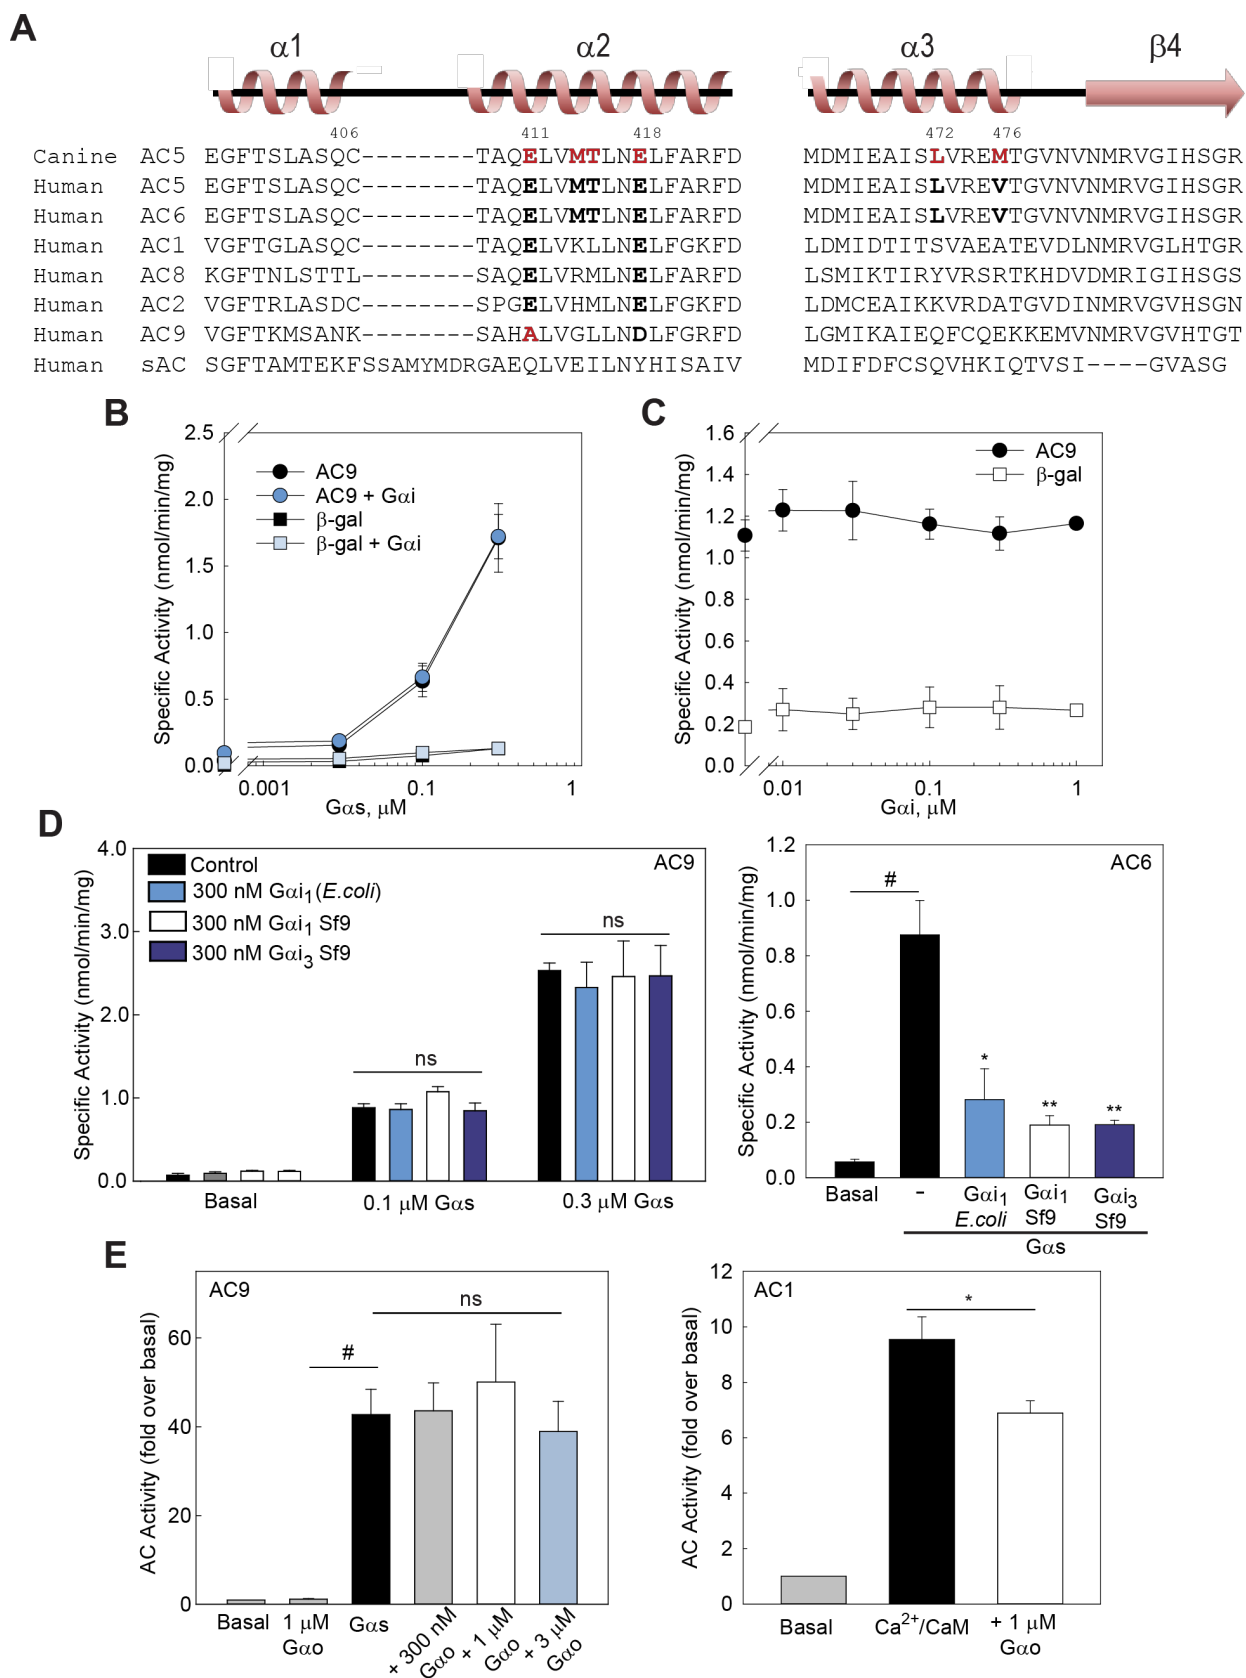 A
α1 α2 α3 β4
406 411 418 472 476
Canine AC5 EGFTSLASQC--------TAQELVMTLNELFARFD MDMIEAISLVREMTGVNVNMRVGIHSGR
Human AC5 EGFTSLASQC--------TAQELVMTLNELFARFD MDMIEAISLVREVTGVNVNMRVGIHSGR
Human AC6 EGFTSLASQC--------TAQELVMTLNELFARFD MDMIEAISLVREVTGVNVNMRVGIHSGR
Human AC1 VGFTGLASQC--------TAQELVKLLNELFGKFD LDMIDTITSVAEATEVDLNMRVGLHTGR
Human AC8 KGFTNLSTTL--------SAQELVRMLNELFARFD LSMIKTIRYVRSRTKHDVDMRIGIHSGS
Human AC2 VGFTRLASDC--------SPGELVHMLNELFGKFD LDMCEAIKKVRDATGVDINMRVGVHSGN
Human AC9 VGFTKMSANK--------SAHALVGLLNDLFGRFD LGMIKAIEQFCQEKKEMVNMRVGVHTGT
Human sAC SGFTAMTEKFSSAMYMDRGAEQLVEILNYHISAIV MDIFDFCSQVHKIQTVSI----GVASG
B
2.5
2.0
1.5
1.0
0.5
0.0
Specific Activity (nmol/min/mg)
AC9
AC9 + Gαi
β-gal
β-gal + Gαi
0.001 0.1 1
Gαs, μM
C
1.6
1.4
1.2
1.0
0.8
0.6
0.4
0.2
0.0
Specific Activity (nmol/min/mg)
AC9
β-gal
0.01 0.1 1
Gαi, μM
D
4.0
3.0
2.0
1.0
0.0
Specific Activity (nmol/min/mg)
Control
300 nM Gαi1 (E.coli)
300 nM Gαi1 Sf9
300 nM Gαi3 Sf9
AC9
ns
ns
Basal 0.1 μM Gαs 0.3 μM Gαs
1.2
1.0
0.8
0.6
0.4
0.2
0.0
Specific Activity (nmol/min/mg)
AC6
#
*
**
**
Basal - Gαi1 Gαi1 Gαi3
E.coli Sf9 Sf9
Gαs
E
60
40
20
0
AC Activity (fold over basal)
AC9
ns
#
Basal
1 μM
Gαo
Gαs
+ 300 nM
Gαo
+ 1 μM
Gαo
+ 3 μM
Gαo
12
10
8
6
4
2
0
AC Activity (fold over basal)
AC1
*
Basal
Ca2+/CaM
+ 1 μM
Gαo